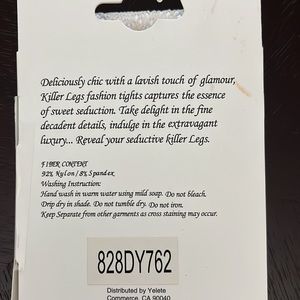 Deliciously chic with a lavish touch of glamour,
Killer Legs fashion tights captures the essence
of sweet seduction. Take delight in the fine
decadent details, indulge in the extravagant
luxury... Reveal your seductive killer Legs.
FIBER CONTENT
92% Nylon / 8% Spandex
Washing Instruction:
Hand wash in warm water using mild soap. Do not bleach.
Drip dry in shade. Do not tumble dry. Do not iron.
Keep Separate from other garments as cross staining may occur.
828DY762
Distributed by Yelete
Commerce, CA 90040